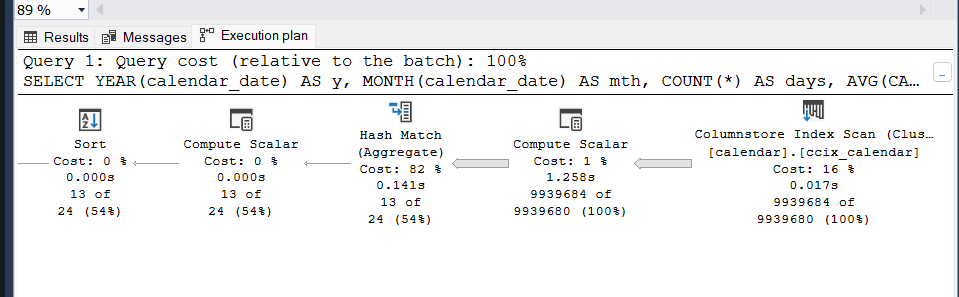 89 %
Results Messages Execution plan
Query 1: Query cost (relative to the batch): 100%
SELECT YEAR(calendar_date) AS y, MONTH(calendar_date) AS mth, COUNT(*) AS days, AVG(CA…
Sort
Cost: 0 %
0.000s
13 of
24 (54%)
Compute Scalar
Cost: 0 %
0.000s
13 of
24 (54%)
Hash Match
(Aggregate)
Cost: 82 %
0.141s
13 of
24 (54%)
Compute Scalar
Cost: 1 %
1.258s
9939684 of
9939680 (100%)
Columnstore Index Scan (Clus…
[calendar].[ccix_calendar]
Cost: 16 %
0.017s
9939684 of
9939680 (100%)